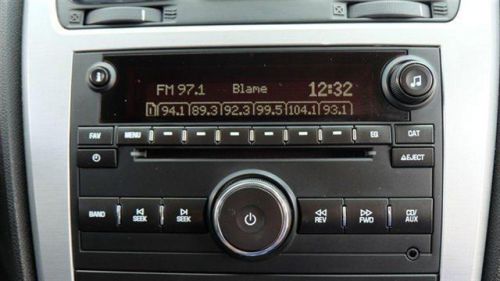 FM 97.1 Blame 12:32
94.1 89.3 92.3 99.5 104.1 93.1
FAV MENU EQ CAT
EJECT
BAND SEEK SEEK REV FWD CD/AUX